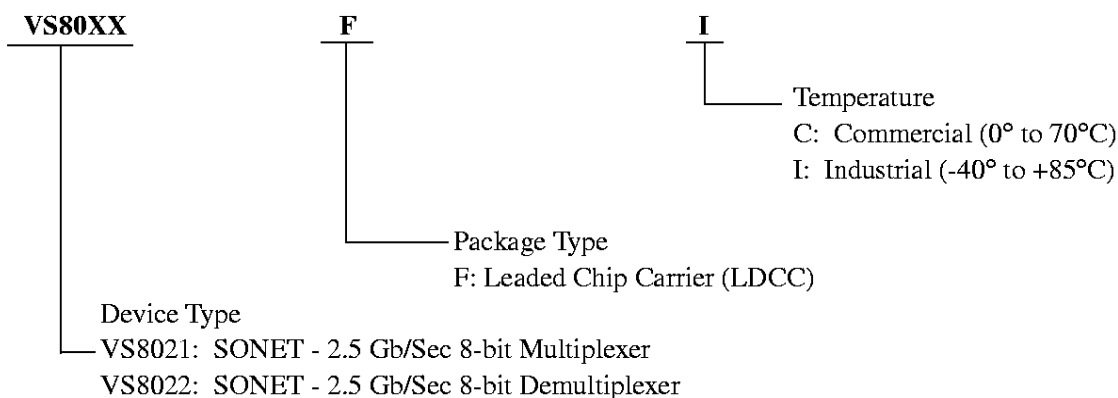 VS80XX F I
Temperature
C: Commercial (0° to 70°C)
I: Industrial (-40° to +85°C)
Package Type
F: Leaded Chip Carrier (LDCC)
Device Type
VS8021: SONET - 2.5 Gb/Sec 8-bit Multiplexer
VS8022: SONET - 2.5 Gb/Sec 8-bit Demultiplexer